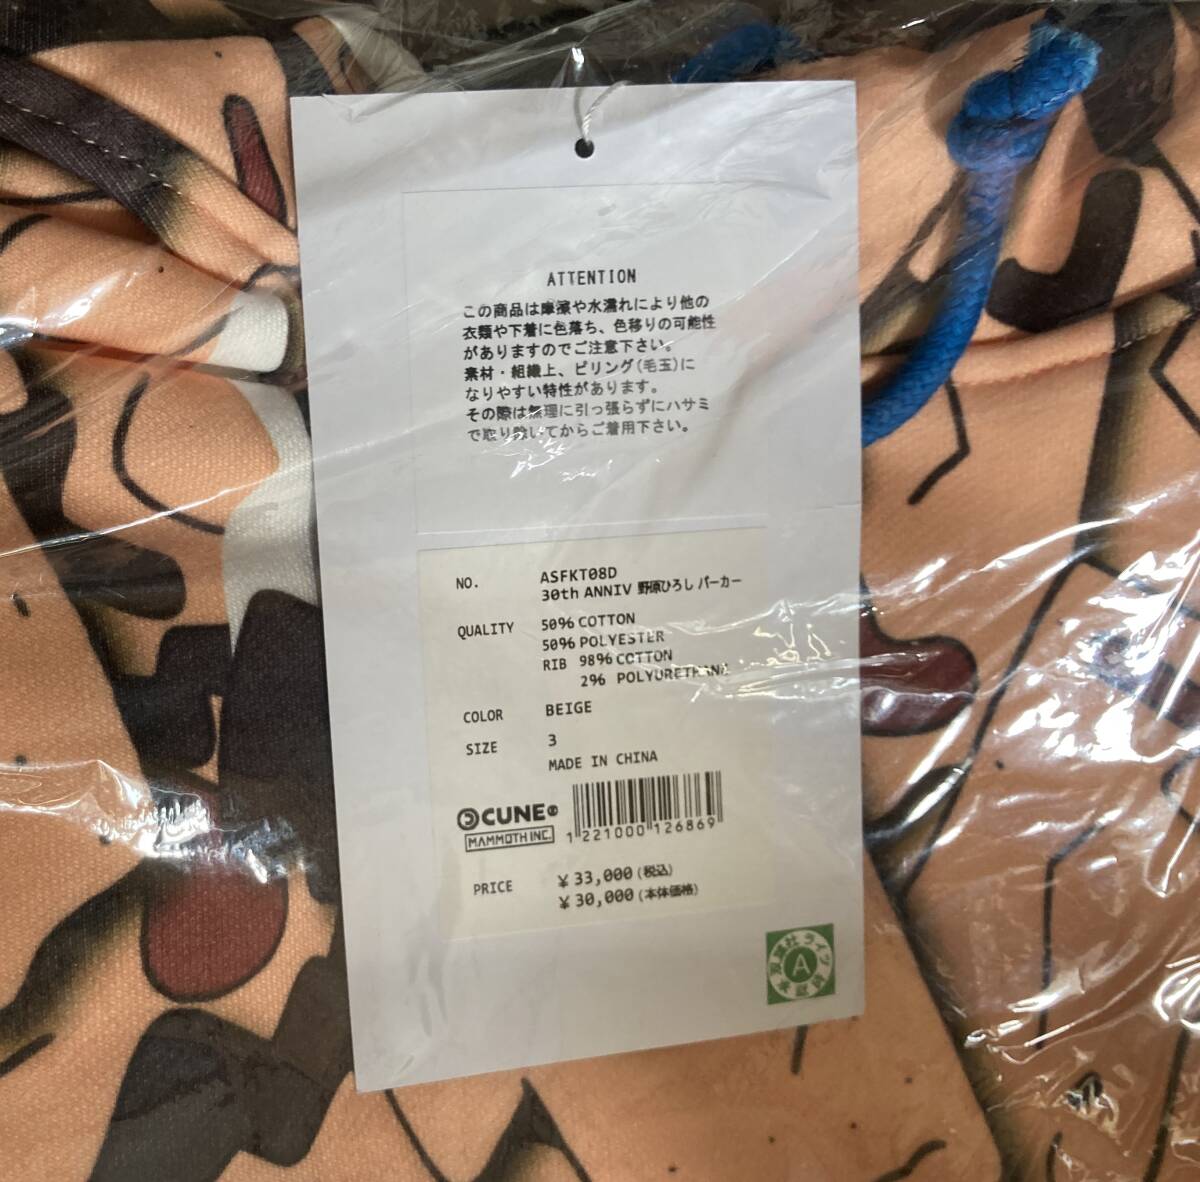 ATTENTION
この商品は摩擦や水濡れにより他の
衣類や下着に色落ち、色移りの可能性
がありますのでご注意下さい。
素材・組織上、ピリング(毛玉)に
なりやすい特性があります。
その際は無理に引っ張らずにハサミ
で取り除いてからご着用下さい。
NO. ASFKT08D
30th ANNIV 野原ひろし パーカー
QUALITY 50% COTTON
50% POLYESTER
RIB 98% COTTON
2% POLYURETHANE
COLOR BEIGE
SIZE 3
MADE IN CHINA
CUNE®
MAMMOTH INC.
1 221000 126869
PRICE ¥33,000(税込)
¥30,000(本体価格)
A